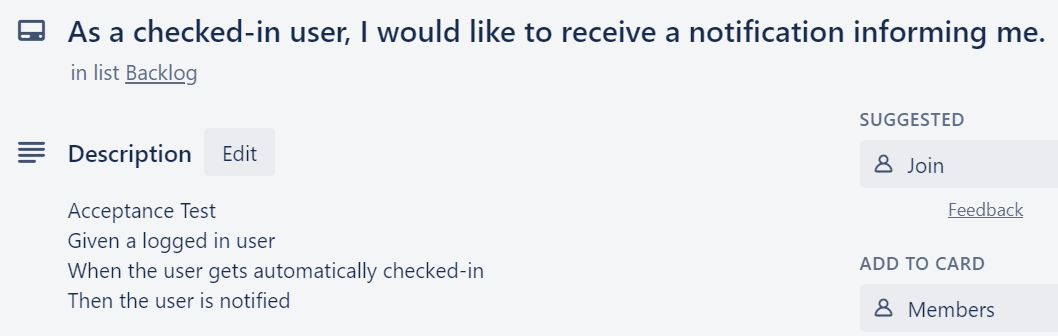 As a checked-in user, I would like to receive a notification informing me.
in list Backlog
Description Edit
Acceptance Test
Given a logged in user
When the user gets automatically checked-in
Then the user is notified
SUGGESTED
Join
Feedback
ADD TO CARD
Members